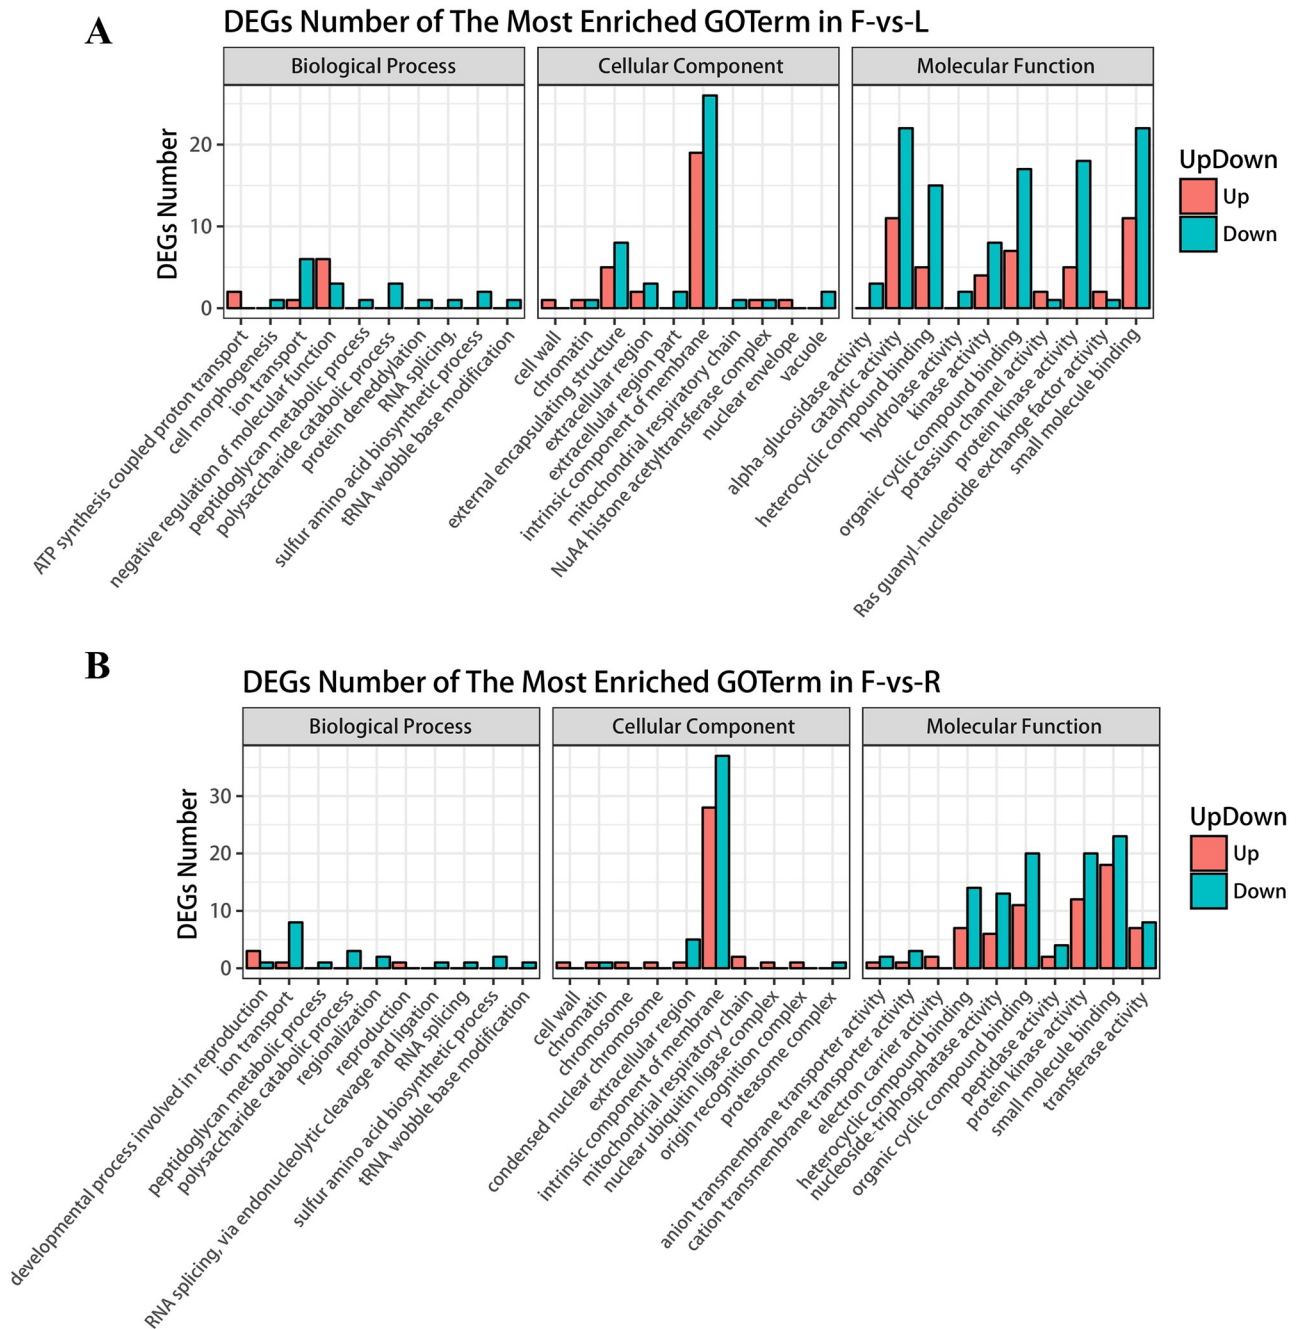 A
DEGs Number of The Most Enriched GOTerm in F-vs-L
Biological Process
Cellular Component
Molecular Function
DEGs Number
20
10
0
UpDown
Up
Down
ATP synthesis coupled proton transport
cell morphogenesis
ion transport
negative regulation of molecular function
peptidoglycan metabolic process
polysaccharide catabolic process
protein deneddylation
RNA splicing,
sulfur amino acid biosynthetic process
tRNA wobble base modification
cell wall
chromatin
external encapsulating structure
extracellular region
extracellular region part
intrinsic component of membrane
mitochondrial respiratory chain
NuA4 histone acetyltransferase complex
nuclear envelope
vacuole
alpha-glucosidase activity
catalytic activity
heterocyclic compound binding
hydrolase activity
kinase activity
organic cyclic compound binding
potassium channel activity
protein kinase activity
Ras guanyl-nucleotide exchange factor activity
small molecule binding
B
DEGs Number of The Most Enriched GOTerm in F-vs-R
Biological Process
Cellular Component
Molecular Function
DEGs Number
30
20
10
0
UpDown
Up
Down
developmental process involved in reproduction
ion transport
peptidoglycan metabolic process
polysaccharide catabolic process
regionalization
reproduction
RNA splicing, via endonucleolytic cleavage and ligation
RNA splicing
sulfur amino acid biosynthetic process
tRNA wobble base modification
cell wall
chromatin
chromosome
condensed nuclear chromosome
extracellular region
intrinsic component of membrane
mitochondrial respiratory chain
nuclear ubiquitin ligase complex
origin recognition complex
proteasome complex
anion transmembrane transporter activity
cation transmembrane transporter activity
electron carrier activity
heterocyclic compound binding
nucleoside-triphosphatase activity
organic cyclic compound binding
peptidase activity
protein kinase activity
small molecule binding
transferase activity